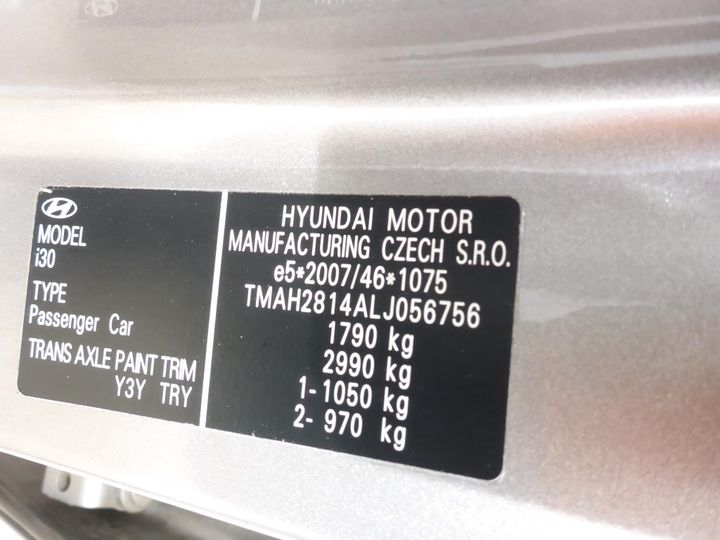 MODEL
i30
TYPE
Passenger Car
TRANS AXLE PAINT TRIM
Y3Y TRY
HYUNDAI MOTOR
MANUFACTURING CZECH S.R.O.
e5*2007/46*1075
TMAH2814ALJ056756
1790 kg
2990 kg
1- 1050 kg
2- 970 kg